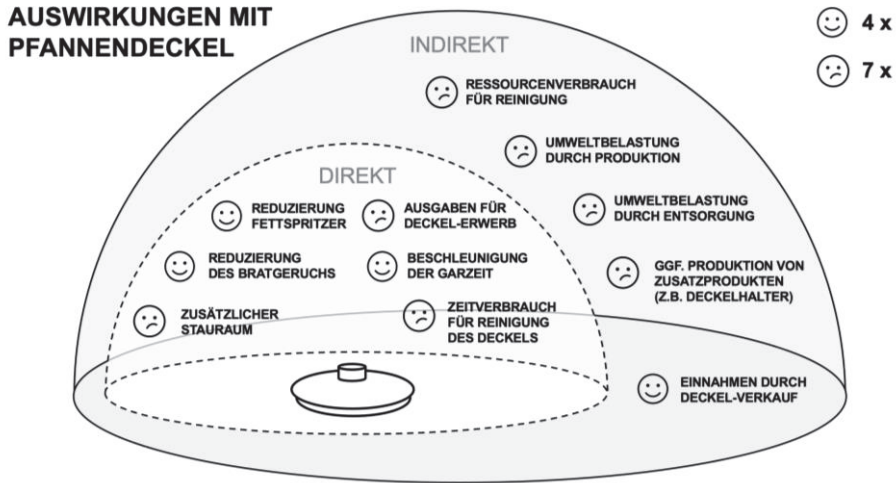 AUSWIRKUNGEN MIT
PFANNENDECKEL
4 x
7 x
INDIREKT
RESSOURCENVERBRAUCH
FÜR REINIGUNG
UMWELTBELASTUNG
DURCH PRODUKTION
UMWELTBELASTUNG
DURCH ENTSORGUNG
GGF. PRODUKTION VON
ZUSATZPRODUKTEN
(Z.B. DECKELHALTER)
EINNAHMEN DURCH
DECKEL-VERKAUF
DIREKT
REDUZIERUNG
FETTSPRITZER
AUSGABEN FÜR
DECKEL-ERWERB
REDUZIERUNG
DES BRATGERUCHS
BESCHLEUNIGUNG
DER GARZEIT
ZUSÄTZLICHER
STAURAUM
ZEITVERBRAUCH
FÜR REINIGUNG
DES DECKELS